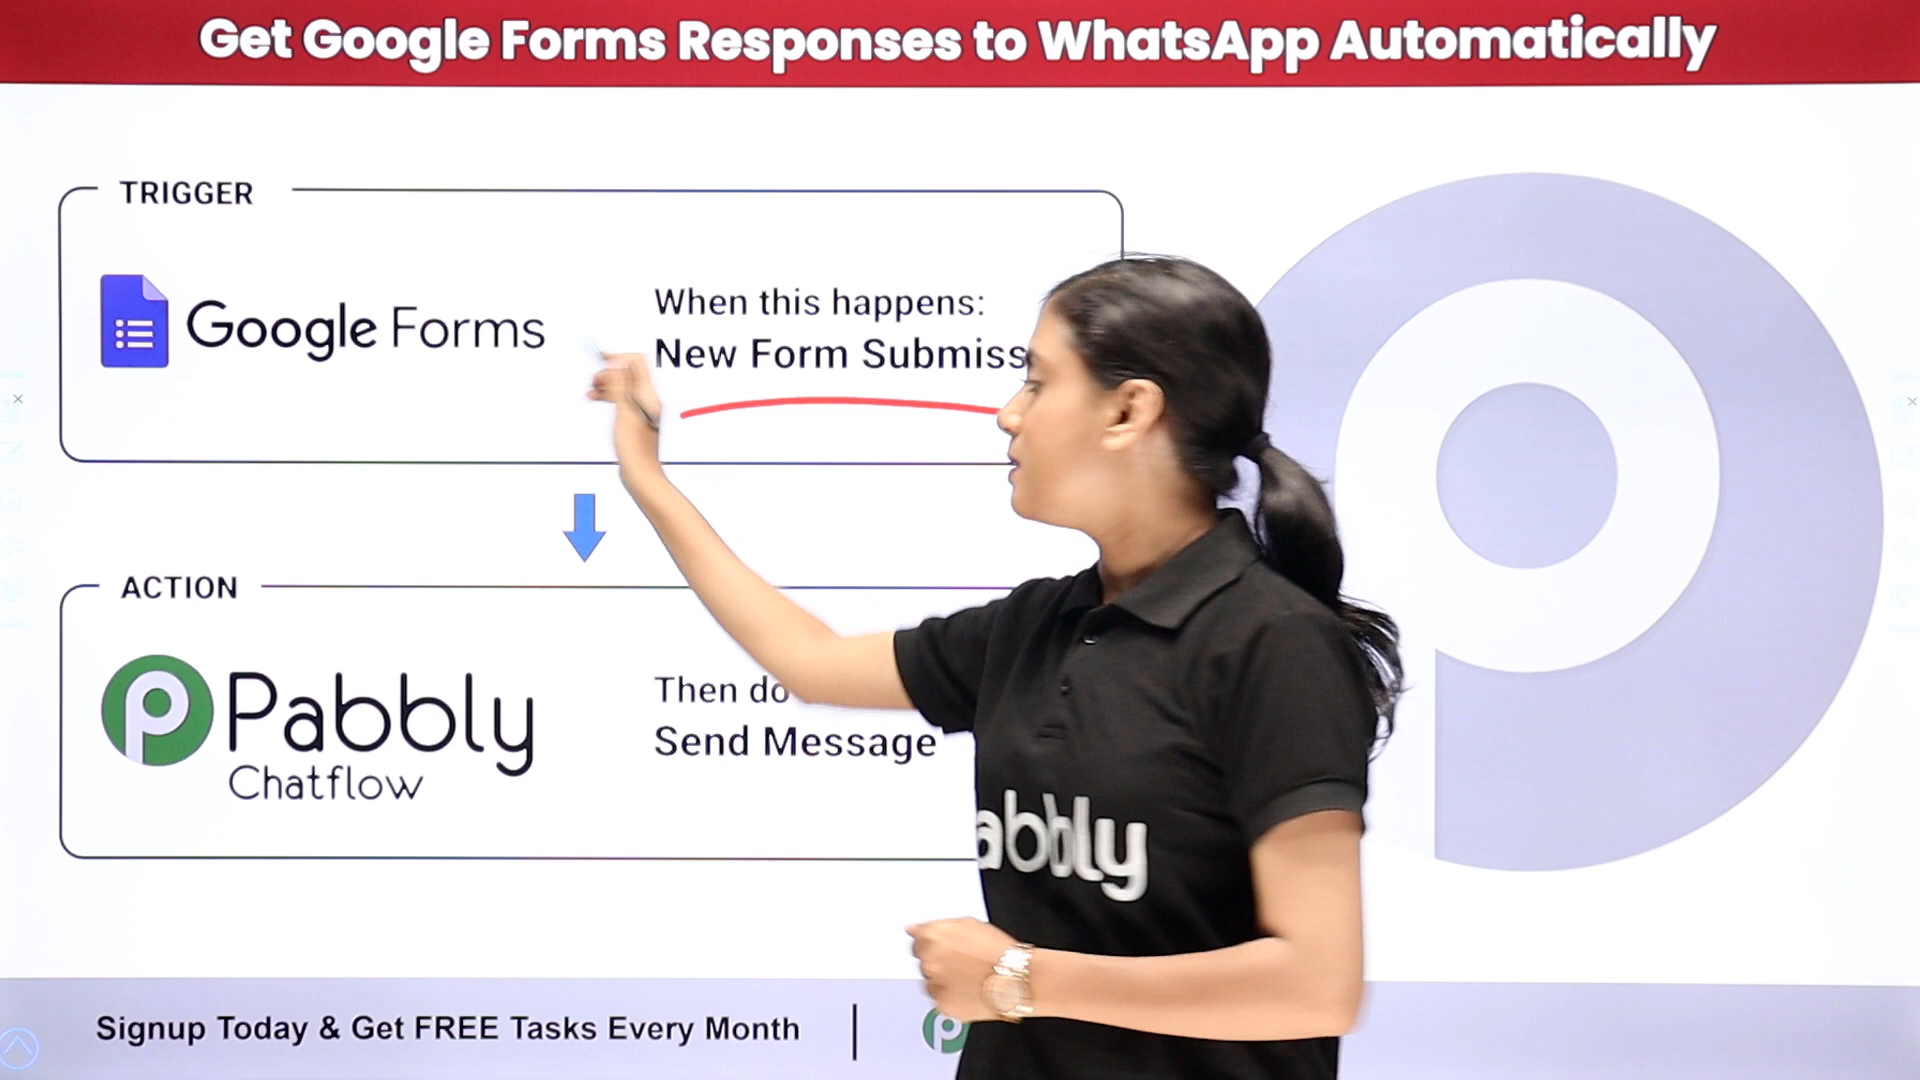 Get Google Forms Responses to WhatsApp Automatically
TRIGGER
Google Forms
When this happens:
New Form Submiss
ACTION
Pabbly
Chatflow
Then do
Send Message
abbly
Signup Today & Get FREE Tasks Every Month